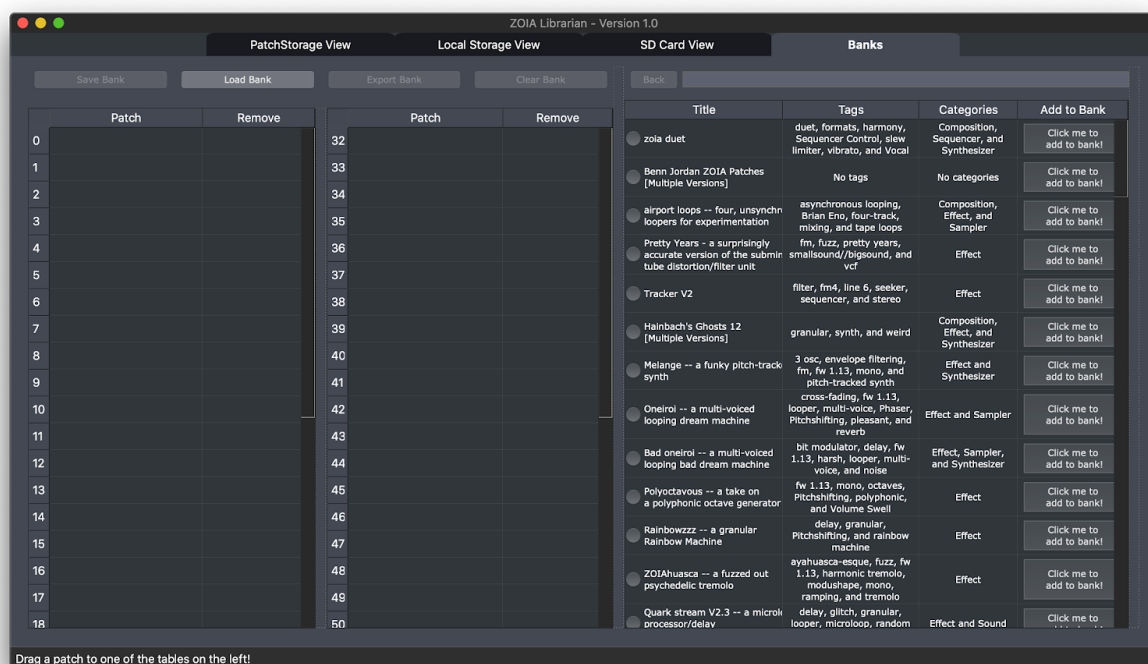 ZOIA Librarian - Version 1.0
PatchStorage View
Local Storage View
SD Card View
Banks
Save Bank
Load Bank
Export Bank
Clear Bank
Back
Patch
Remove
0
1
2
3
4
5
6
7
8
9
10
11
12
13
14
15
16
17
18
Patch
Remove
32
33
34
35
36
37
38
39
40
41
42
43
44
45
46
47
48
49
50
Title
Tags
Categories
Add to Bank
zoia duet
duet, formats, harmony,
Sequencer Control, slew
limiter, vibrato, and Vocal
Composition,
Sequencer, and
Synthesizer
Click me to
add to bank!
Benn Jordan ZOIA Patches
[Multiple Versions]
No tags
No categories
Click me to
add to bank!
airport loops -- four, unsynchr
loopers for experimentation
asynchronous looping,
Brian Eno, four-track,
mixing, and tape loops
Composition,
Effect, and
Sampler
Click me to
add to bank!
Pretty Years - a surprisingly
accurate version of the submin
tube distortion/filter unit
fm, fuzz, pretty years,
smallsound//bigsound, and
vcf
Effect
Click me to
add to bank!
Tracker V2
filter, fm4, line 6, seeker,
sequencer, and stereo
Effect
Click me to
add to bank!
Hainbach's Ghosts 12
[Multiple Versions]
granular, synth, and weird
Composition,
Effect, and
Synthesizer
Click me to
add to bank!
Melange -- a funky pitch-track
synth
3 osc, envelope filtering,
fm, fw 1.13, mono, and
pitch-tracked synth
Effect and
Synthesizer
Click me to
add to bank!
Oneiroi -- a multi-voiced
looping dream machine
cross-fading, fw 1.13,
looper, multi-voice, Phaser,
Pitchshifting, pleasant, and
reverb
Effect and Sampler
Click me to
add to bank!
Bad oneiroi -- a multi-voiced
looping bad dream machine
bit modulator, delay, fw
1.13, harsh, looper, multi-
voice, and noise
Effect, Sampler,
and Synthesizer
Click me to
add to bank!
Polyoctavous -- a take on
a polyphonic octave generator
fw 1.13, mono, octaves,
Pitchshifting, polyphonic,
and Volume Swell
Effect
Click me to
add to bank!
Rainbowzzz -- a granular
Rainbow Machine
delay, granular,
Pitchshifting, and rainbow
machine
Effect
Click me to
add to bank!
ZOIAhuasca -- a fuzzed out
psychedelic tremolo
ayahuasca-esque, fuzz, fw
1.13, harmonic tremolo,
modushape, mono,
ramping, and tremolo
Effect
Click me to
add to bank!
Quark stream V2.3 -- a microl
processor/delay
delay, glitch, granular,
looper, microloop, random
Effect and Sound
Click me to
Drag a patch to one of the tables on the left!